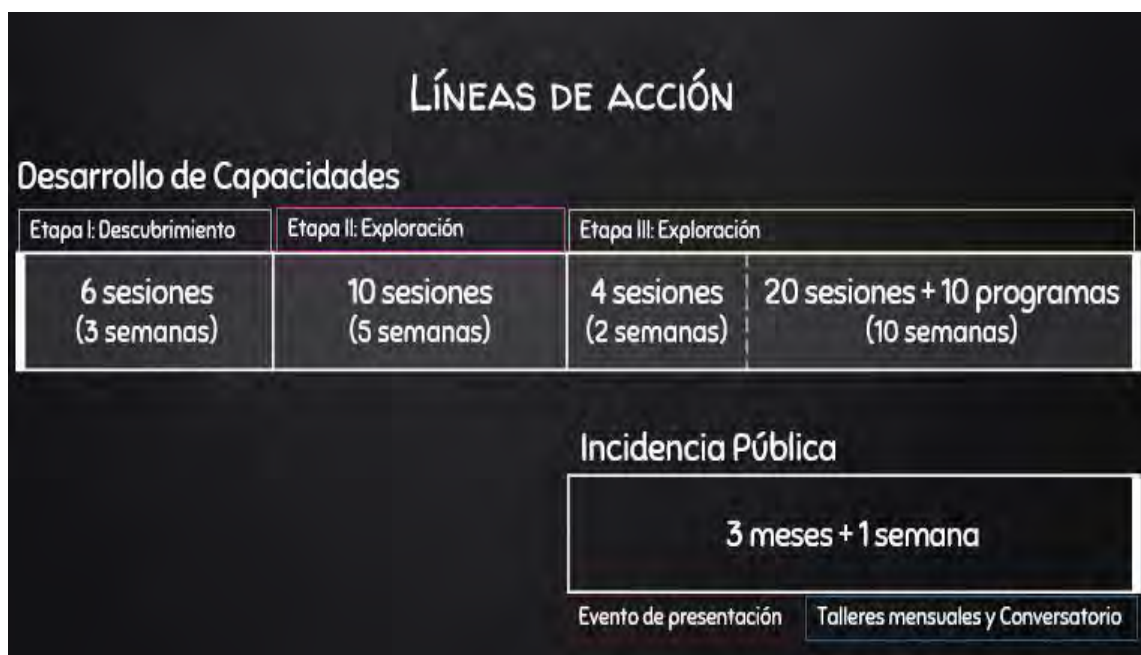 LÍNEAS DE ACCIÓN
Desarrollo de Capacidades
Etapa I: Descubrimiento
Etapa II: Exploración
Etapa III: Exploración
6 sesiones
(3 semanas)
10 sesiones
(5 semanas)
4 sesiones
(2 semanas)
20 sesiones + 10 programas
(10 semanas)
Incidencia Pública
3 meses + 1 semana
Evento de presentación
Talleres mensuales y Conversatorio